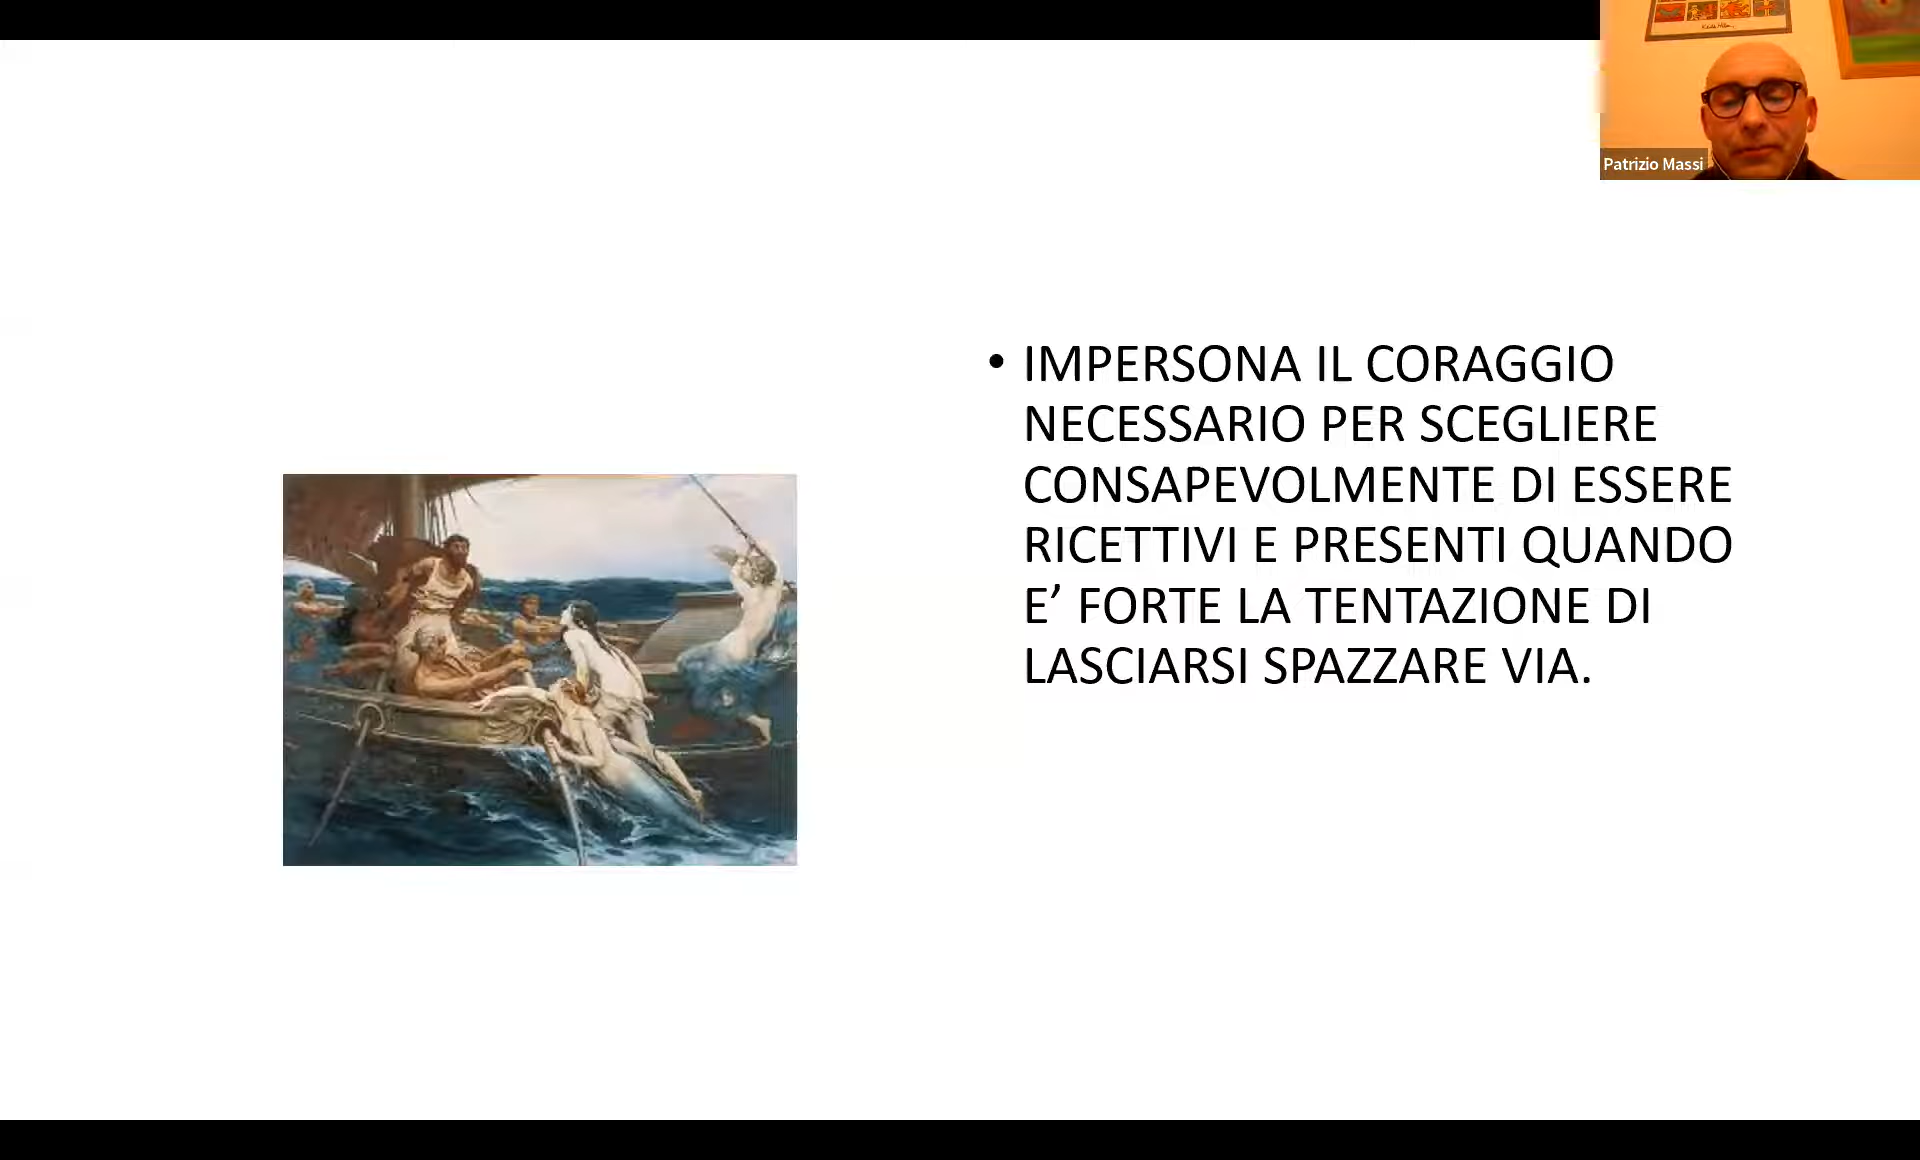 Patrizio Massi
• IMPERSONA IL CORAGGIO
NECESSARIO PER SCEGLIERE
CONSAPEVOLMENTE DI ESSERE
RICETTIVI E PRESENTI QUANDO
E’ FORTE LA TENTAZIONE DI
LASCIARSI SPAZZARE VIA.